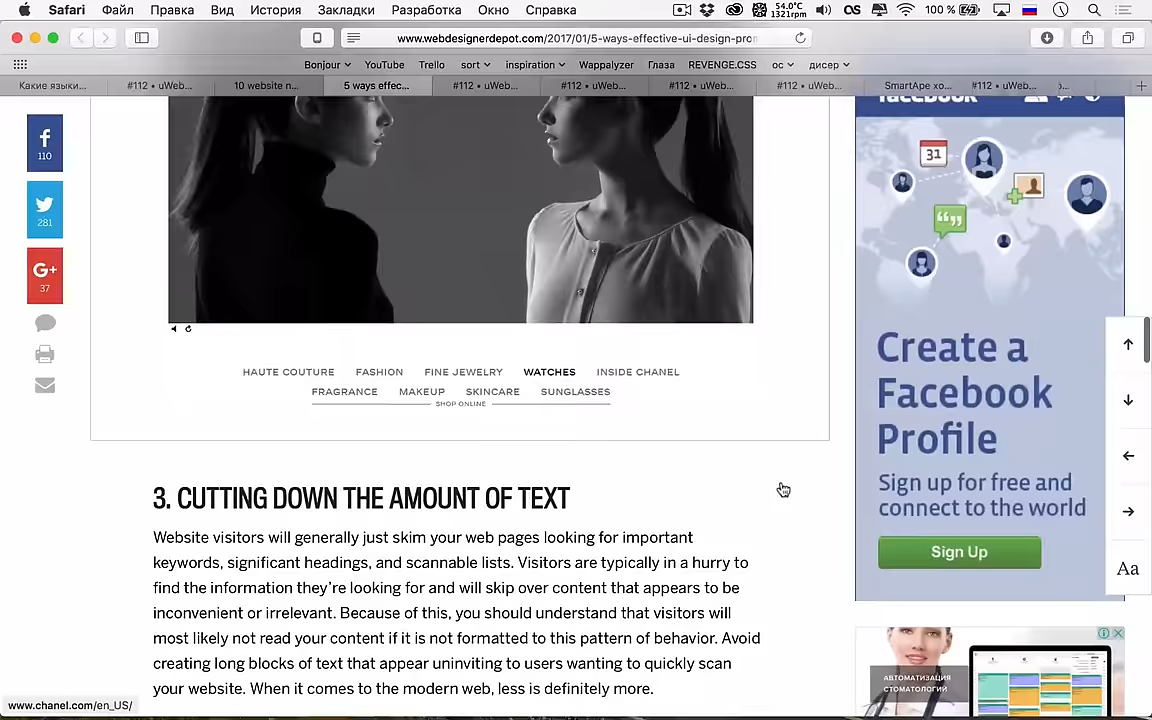 Safari Файл Правка Вид История Закладки Разработка Окно Справка 54.0°C 1321rpm 100 %
www.webdesignerdepot.com/2017/01/5-ways-effective-ui-design-pro
Bonjour YouTube Trello sort inspiration Wappalyzer Глаза REVENGE.CSS ос дисер
Какие языки... #112 • uWeb... 10 website n... 5 ways effec... #112 • uWeb... #112 • uWeb... #112 • uWeb... #112 • uWeb... SmartApe хо... #112 • uWeb...
facebook
110
281
G+
37
31
HAUTE COUTURE FASHION FINE JEWELRY WATCHES INSIDE CHANEL
FRAGRANCE MAKEUP SKINCARE SUNGLASSES
SHOP ONLINE
Create a
Facebook
Profile
Sign up for free and
connect to the world
Sign Up
Aa
3. CUTTING DOWN THE AMOUNT OF TEXT
Website visitors will generally just skim your web pages looking for important
keywords, significant headings, and scannable lists. Visitors are typically in a hurry to
find the information they're looking for and will skip over content that appears to be
inconvenient or irrelevant. Because of this, you should understand that visitors will
most likely not read your content if it is not formatted to this pattern of behavior. Avoid
creating long blocks of text that appear uninviting to users wanting to quickly scan
your website. When it comes to the modern web, less is definitely more.
АВТОМАТИЗАЦИЯ
СТОМАТОЛОГИЙ
www.chanel.com/en_US/